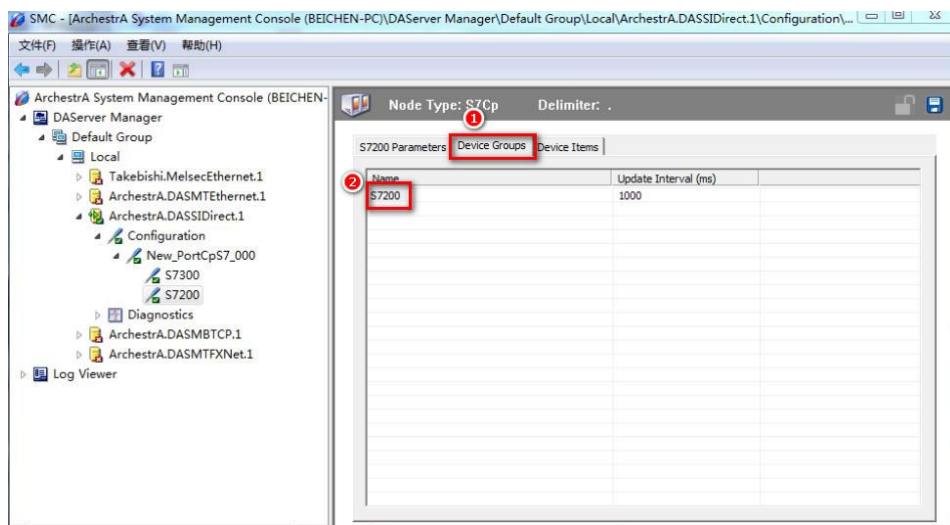 SMC - [ArchestrA System Management Console (BEICHEN-PC)\DAServer Manager\Default Group\Local\ArchestrA.DASSIDirect.1\Configuration\...
文件(F) 操作(A) 查看(V) 帮助(H)
ArchestrA System Management Console (BEICHEN-
DAServer Manager
Default Group
Local
Takebishi.MelsecEthernet.1
ArchestrA.DASMTEthernet.1
ArchestrA.DASSIDirect.1
Configuration
New_PortCpS7_000
S7300
S7200
Diagnostics
ArchestrA.DASMBTCP.1
ArchestrA.DASMTFXNet.1
Log Viewer
Node Type: S7Cp Delimiter: .
1
S7200 Parameters Device Groups Device Items
2
Name Update Interval (ms)
S7200 1000